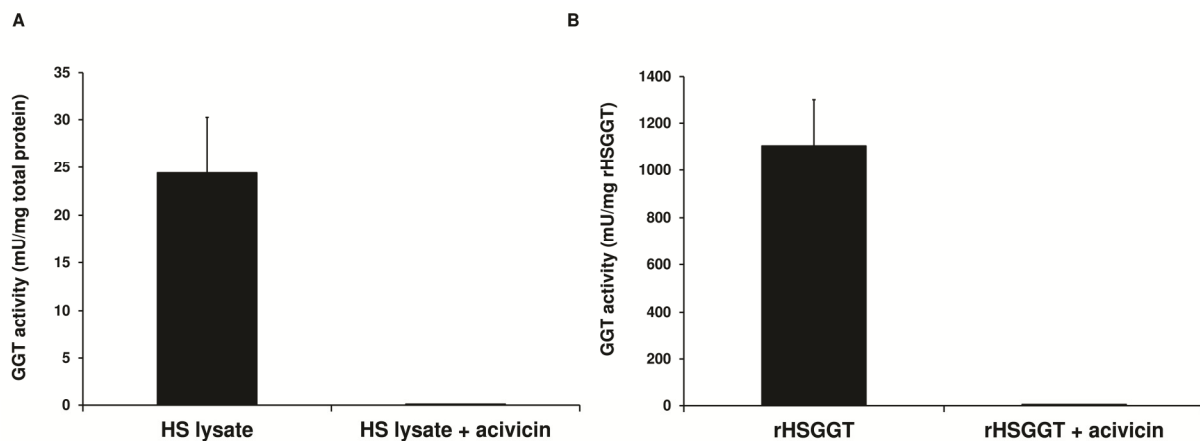 A
GGT activity (mU/mg total protein)
35
30
25
20
15
10
5
0
HS lysate
HS lysate + acivicin
B
GGT activity (mU/mg rHSGGT)
1400
1200
1000
800
600
400
200
0
rHSGGT
rHSGGT + acivicin